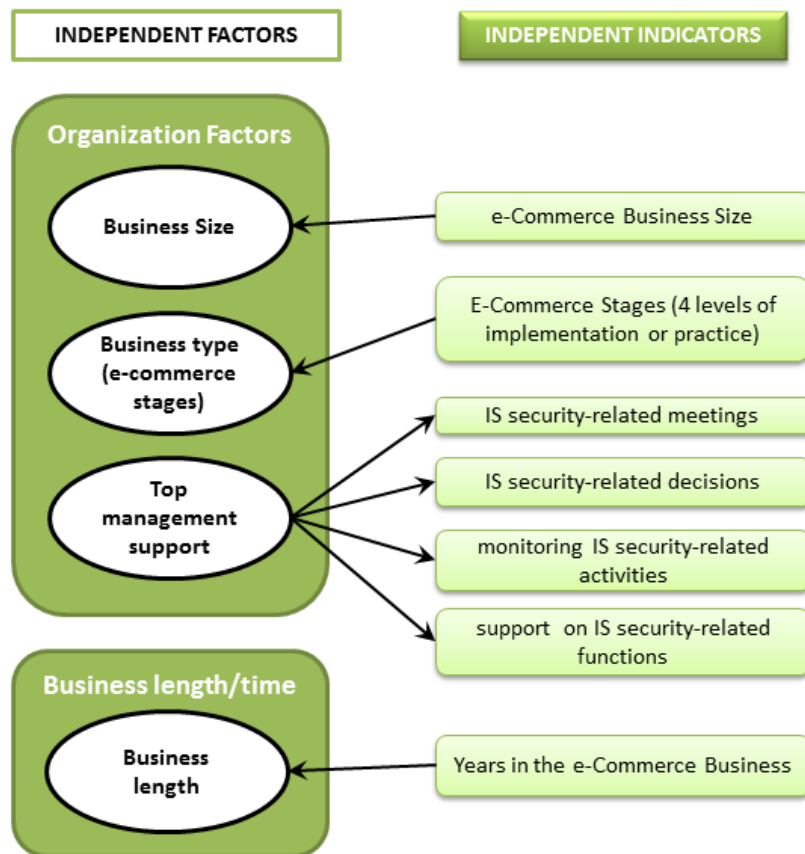 INDEPENDENT FACTORS
INDEPENDENT INDICATORS
Organization Factors
Business Size
e-Commerce Business Size
Business type
(e-commerce
stages)
E-Commerce Stages (4 levels of
implementation or practice)
Top
management
support
IS security-related meetings
IS security-related decisions
monitoring IS security-related
activities
support on IS security-related
functions
Business length/time
Business
length
Years in the e-Commerce Business